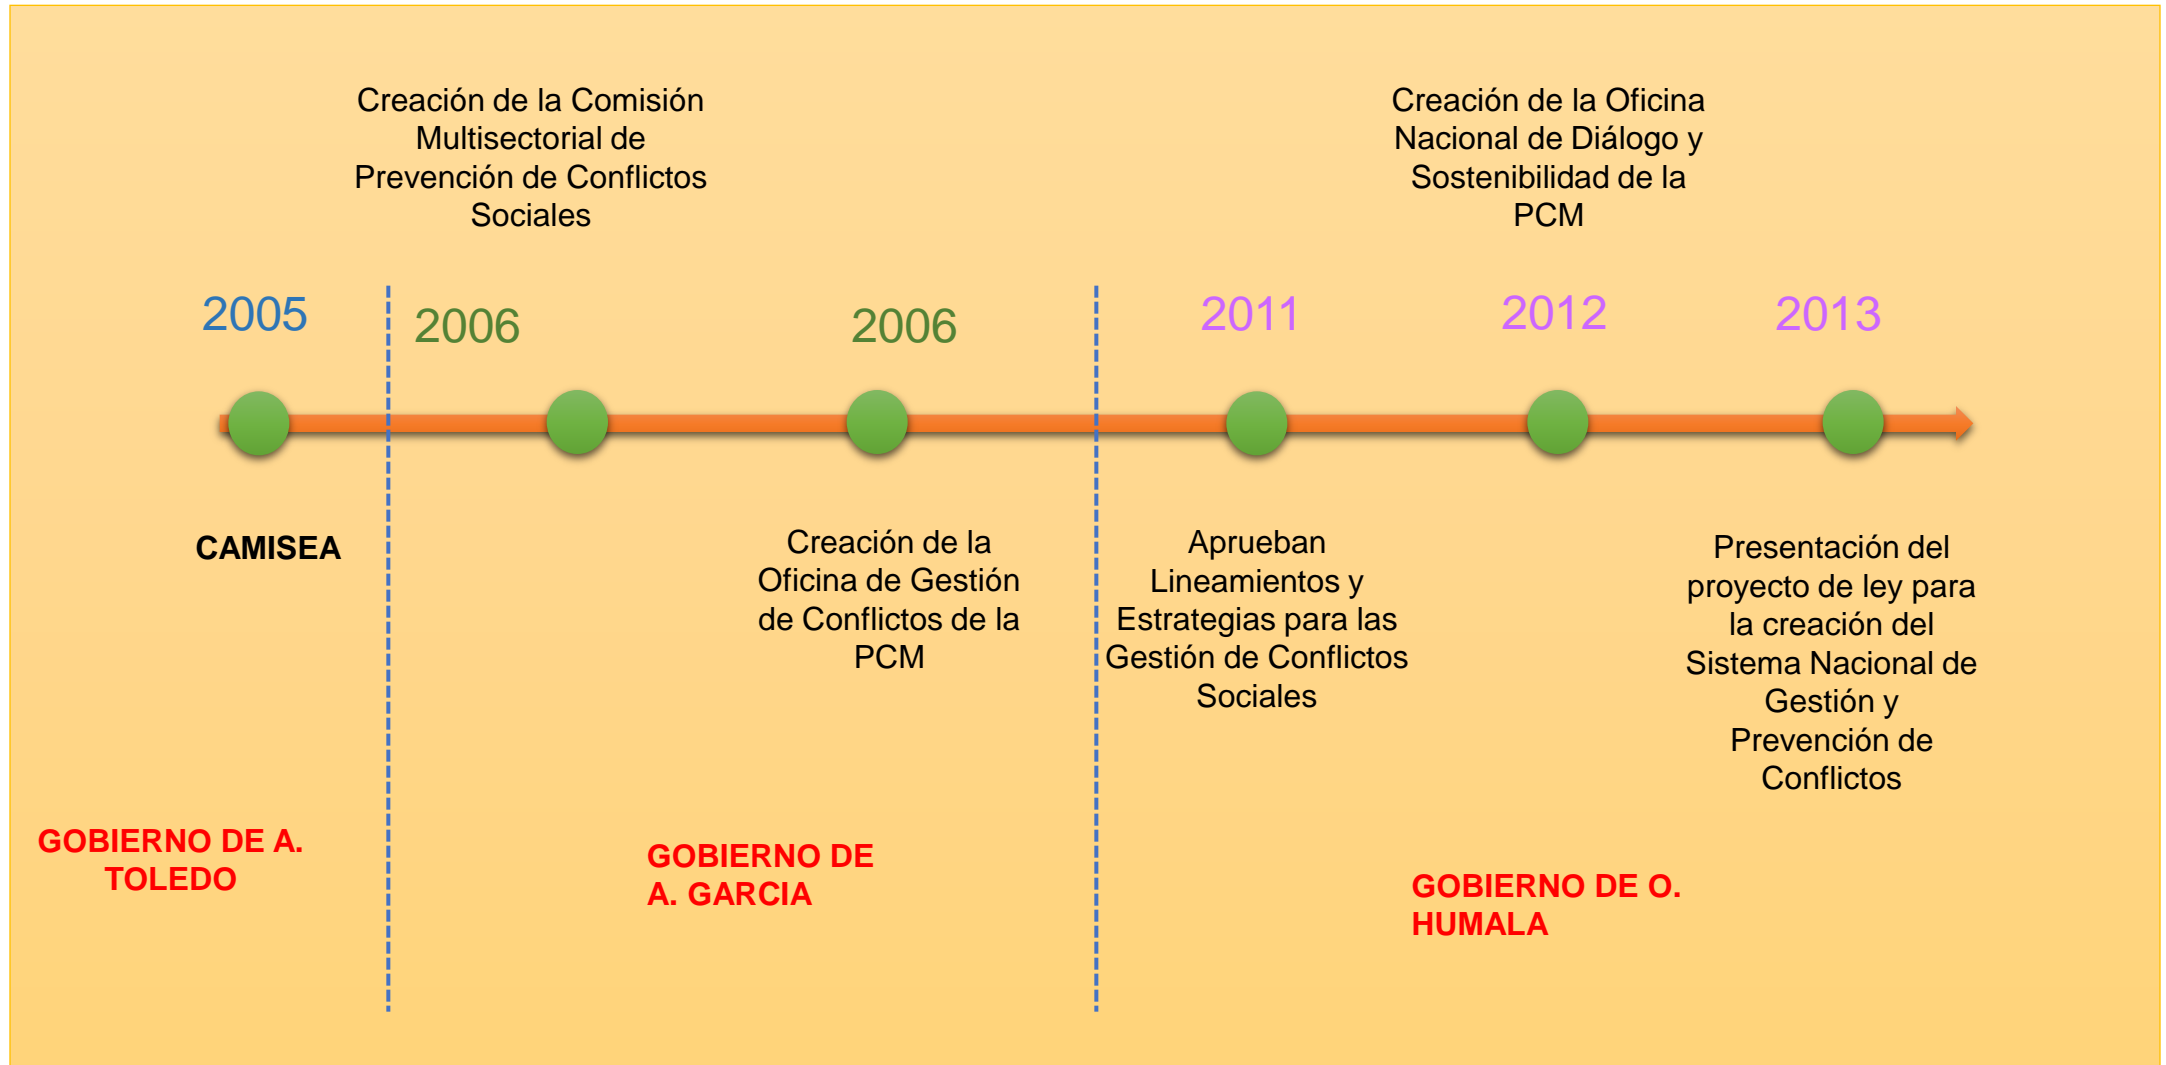 Creación de la Comisión
Multisectorial de
Prevención de Conflictos
Sociales
Creación de la Oficina
Nacional de Diálogo y
Sostenibilidad de la
PCM
2005
2006
2006
2011
2012
2013
CAMISEA
Creación de la
Oficina de Gestión
de Conflictos de la
PCM
Aprueban
Lineamientos y
Estrategias para las
Gestión de Conflictos
Sociales
Presentación del
proyecto de ley para
la creación del
Sistema Nacional de
Gestión y
Prevención de
Conflictos
GOBIERNO DE A.
TOLEDO
GOBIERNO DE
A. GARCIA
GOBIERNO DE O.
HUMALA